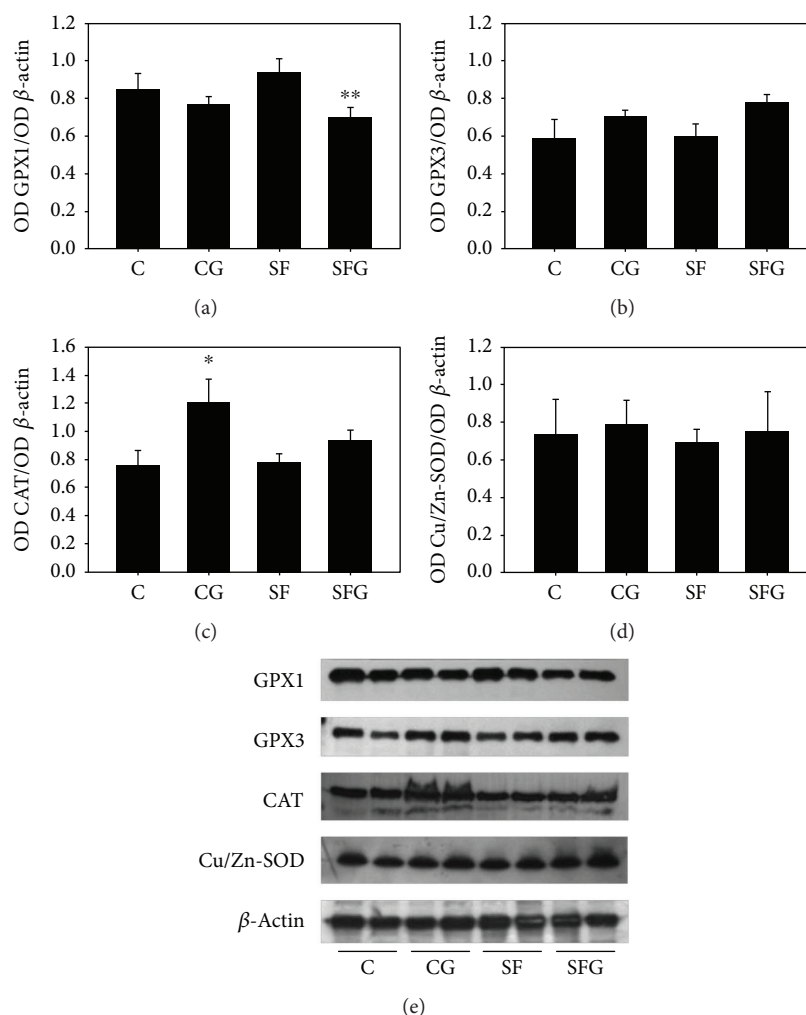 1.2
1.0
0.8
0.6
0.4
0.2
0.0
OD GPX1/OD β-actin
**
C CG SF SFG
(a)
1.2
1.0
0.8
0.6
0.4
0.2
0.0
OD GPX3/OD β-actin
C CG SF SFG
(b)
1.6
1.4
1.2
1.0
0.8
0.6
0.4
0.2
0.0
OD CAT/OD β-actin
*
C CG SF SFG
(c)
1.2
1.0
0.8
0.6
0.4
0.2
0.0
OD Cu/Zn-SOD/OD β-actin
C CG SF SFG
(d)
GPX1
GPX3
CAT
Cu/Zn-SOD
β-Actin
C CG SF SFG
(e)